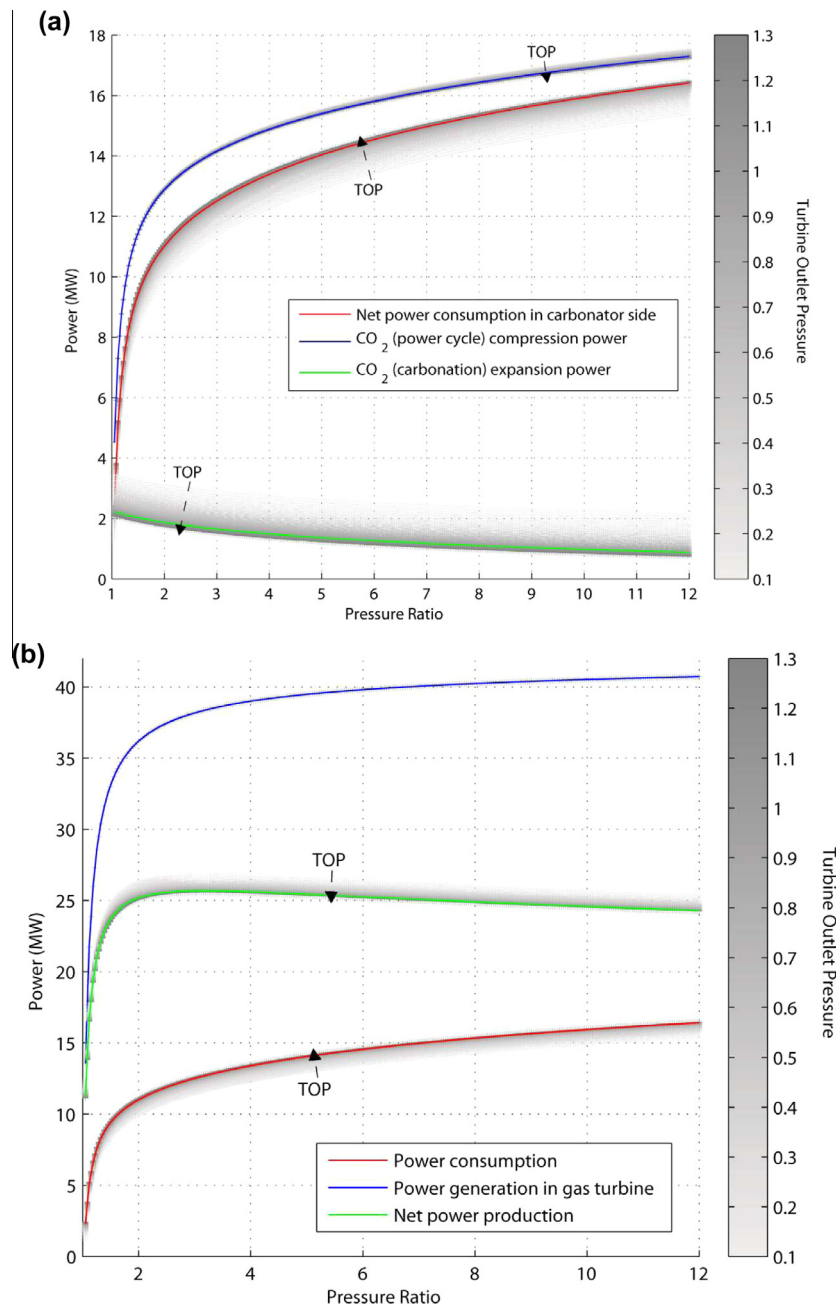 (a)
18
16
14
12
10
8
6
4
2
0
Power (MW)
TOP
TOP
Net power consumption in carbonator side
CO 2 (power cycle) compression power
CO 2 (carbonation) expansion power
TOP
1 2 3 4 5 6 7 8 9 10 11 12
Pressure Ratio
1.3
1.2
1.1
1
0.9
0.8
0.7
0.6
0.5
0.4
0.3
0.2
0.1
Turbine Outlet Pressure
(b)
40
35
30
25
20
15
10
5
0
Power (MW)
TOP
TOP
Power consumption
Power generation in gas turbine
Net power production
2 4 6 8 10 12
Pressure Ratio
1.3
1.2
1.1
1
0.9
0.8
0.7
0.6
0.5
0.4
0.3
0.2
0.1
Turbine Outlet Pressure